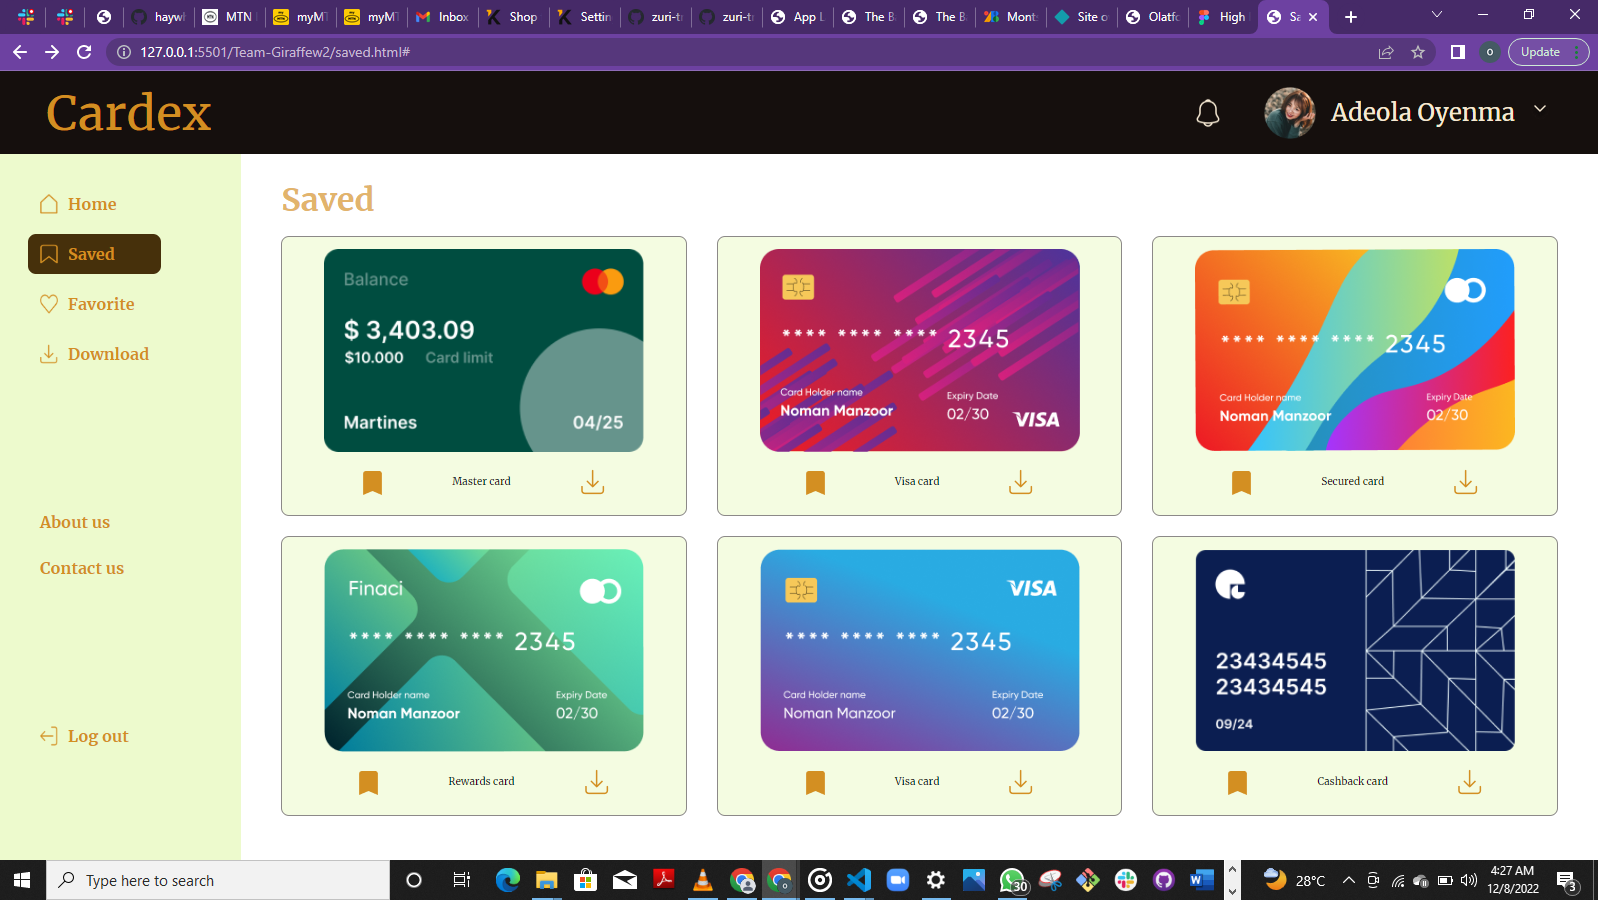 hayw
MTN
myMT
myMT
Inbox
Shop
Settin
zuri-t
zuri-t
App L
The B
The B
Monts
Site o
Olatfo
High
Sa
127.0.0.1:5501/Team-Giraffew2/saved.html#
o
Update
Cardex
Adeola Oyenma
Home
Saved
Favorite
Download
About us
Contact us
Log out
Saved
Balance
$ 3,403.09
$10.000 Card limit
Martines 04/25
Master card
**** **** **** 2345
Card Holder name Expiry Date
Noman Manzoor 02/30
VISA
Visa card
**** **** **** 2345
Card Holder name Expiry Date
Noman Manzoor 02/30
Secured card
Finaci
**** **** **** 2345
Card Holder name Expiry Date
Noman Manzoor 02/30
Rewards card
VISA
**** **** **** 2345
Card Holder name Expiry Date
Noman Manzoor 02/30
Visa card
23434545
23434545
09/24
Cashback card
Type here to search
30
28°C
4:27 AM
12/8/2022
3